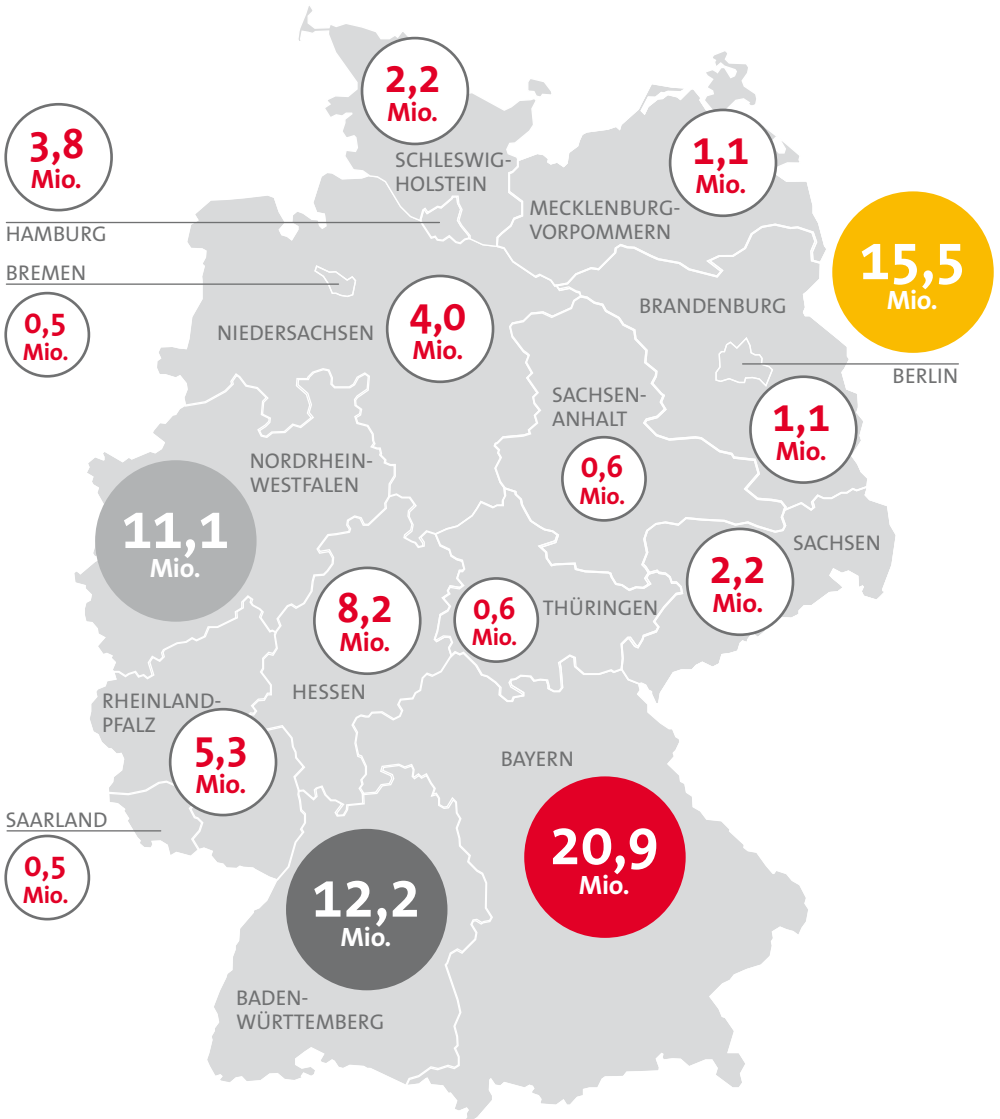 2,2
Mio.
SCHLESWIG-
HOLSTEIN
3,8
Mio.
HAMBURG
1,1
Mio.
MECKLENBURG-
VORPOMMERN
15,5
Mio.
BERLIN
BREMEN
0,5
Mio.
NIEDERSACHSEN
4,0
Mio.
BRANDENBURG
1,1
Mio.
SACHSEN-
ANHALT
0,6
Mio.
NORDRHEIN-
WESTFALEN
11,1
Mio.
SACHSEN
2,2
Mio.
8,2
Mio.
HESSEN
0,6
Mio.
THÜRINGEN
RHEINLAND-
PFALZ
5,3
Mio.
BAYERN
20,9
Mio.
SAARLAND
0,5
Mio.
12,2
Mio.
BADEN-
WÜRTTEMBERG